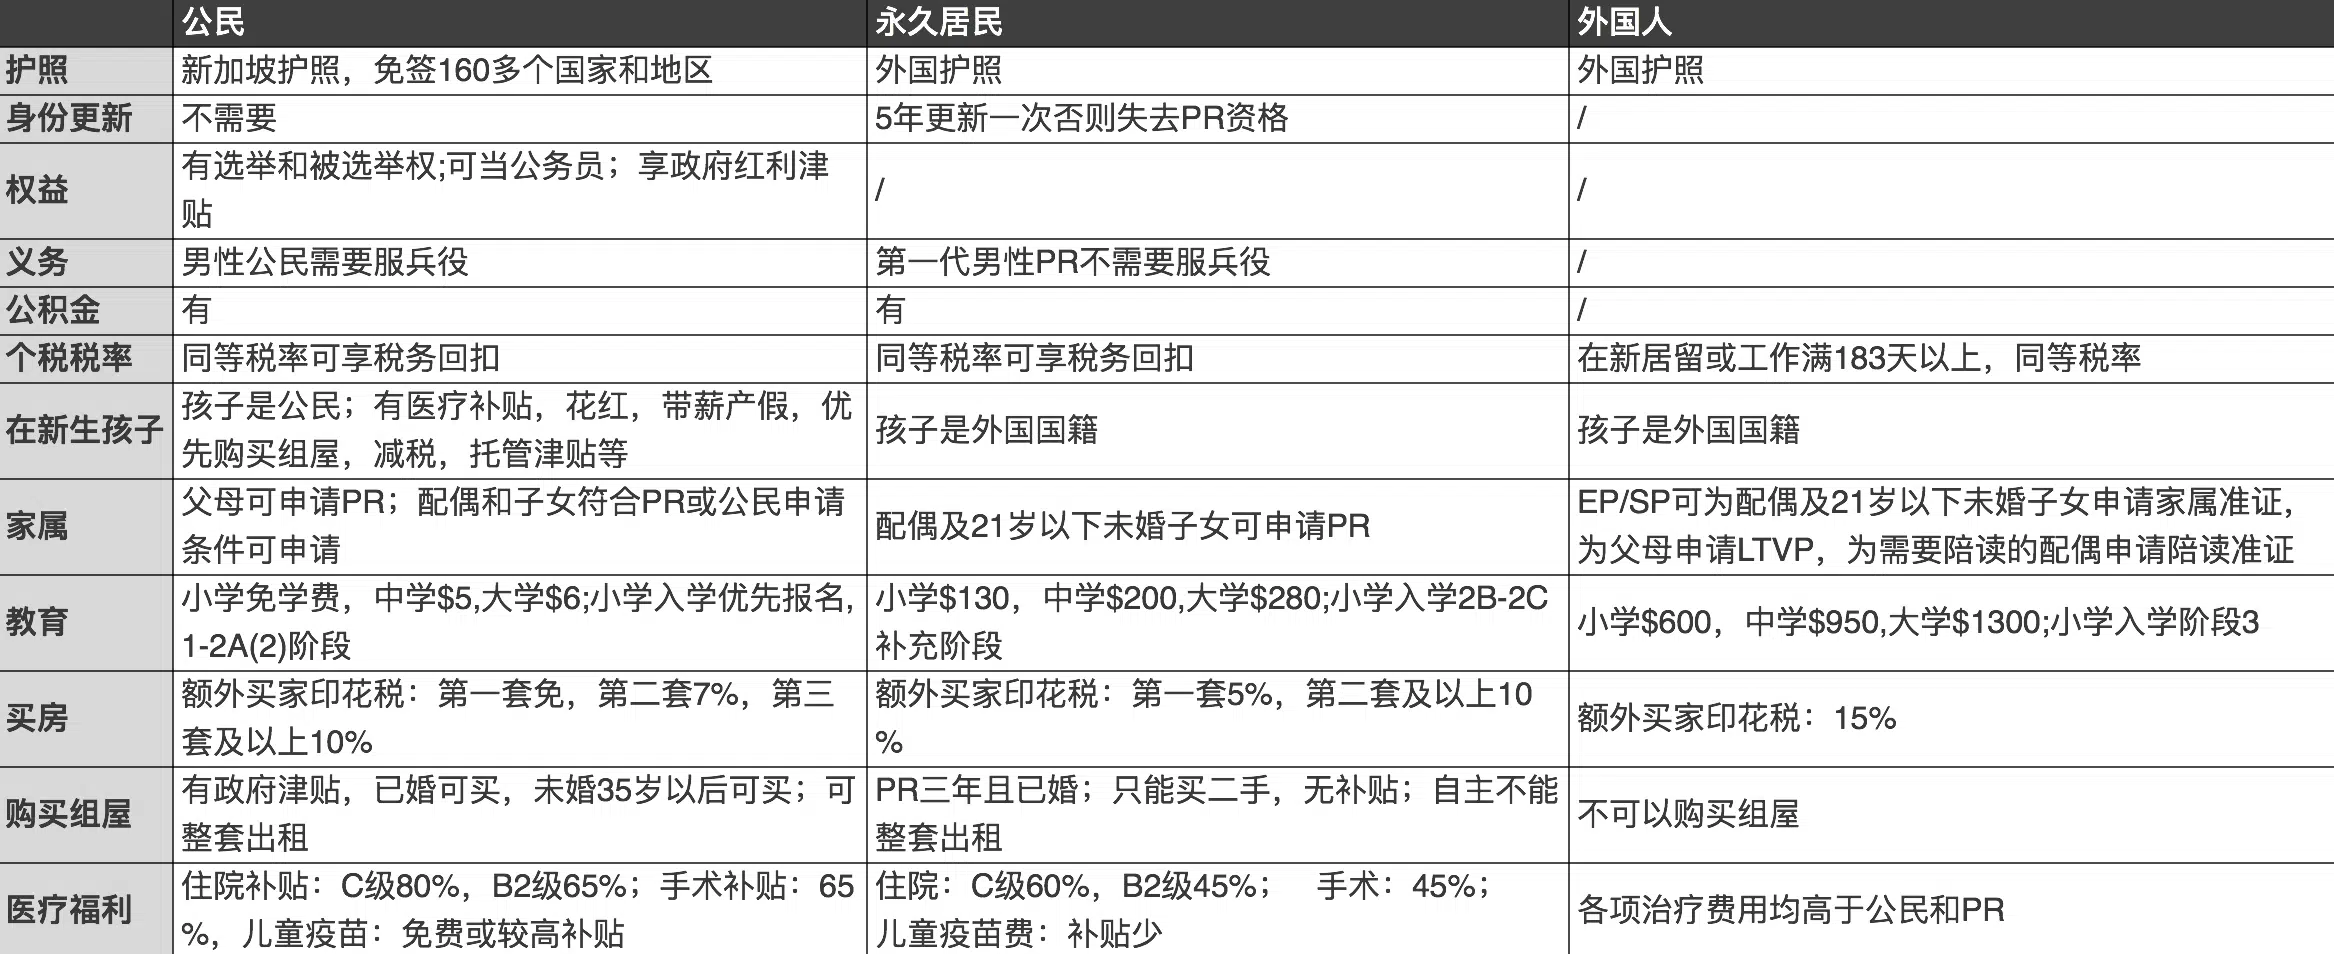 公民 永久居民 外国人
护照 新加坡护照，免签160多个国家和地区 外国护照 外国护照
身份更新 不需要 5年更新一次否则失去PR资格 /
权益 有选举和被选举权;可当公务员；享政府红利津 / /
贴
义务 男性公民需要服兵役 第一代男性PR不需要服兵役 /
公积金 有 有 /
个税税率 同等税率可享税务回扣 同等税率可享税务回扣 在新居留或工作满183天以上，同等税率
在新生孩子 孩子是公民；有医疗补贴，花红，带薪产假，优 孩子是外国国籍 孩子是外国国籍
先购买组屋，减税，托管津贴等
家属 父母可申请PR；配偶和子女符合PR或公民申请 配偶及21岁以下未婚子女可申请PR EP/SP可为配偶及21岁以下未婚子女申请家属准证，
条件可申请 为父母申请LTVP，为需要陪读的配偶申请陪读准证
教育 小学免学费，中学$5,大学$6;小学入学优先报名， 小学$130，中学$200,大学$280;小学入学2B-2C 小学$600，中学$950,大学$1300;小学入学阶段3
1-2A(2)阶段 补充阶段
买房 额外买家印花税：第一套免，第二套7%，第三 额外买家印花税：第一套5%，第二套及以上10 额外买家印花税：15%
套及以上10% %
购买组屋 有政府津贴，已婚可买，未婚35岁以后可买；可 PR三年且已婚；只能买二手，无补贴；自主不能 不可以购买组屋
整套出租 整套出租
医疗福利 住院补贴：C级80%，B2级65%；手术补贴：65 住院：C级60%，B2级45%； 手术：45%； 各项治疗费用均高于公民和PR
%，儿童疫苗：免费或较高补贴 儿童疫苗费：补贴少